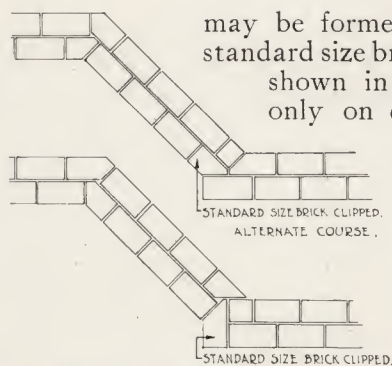 may be forme
standard size br
shown in
only on
STANDARD SIZE BRICK CLIPPED.
ALTERNATE COURSE.
STANDARD SIZE BRICK CLIPPED.